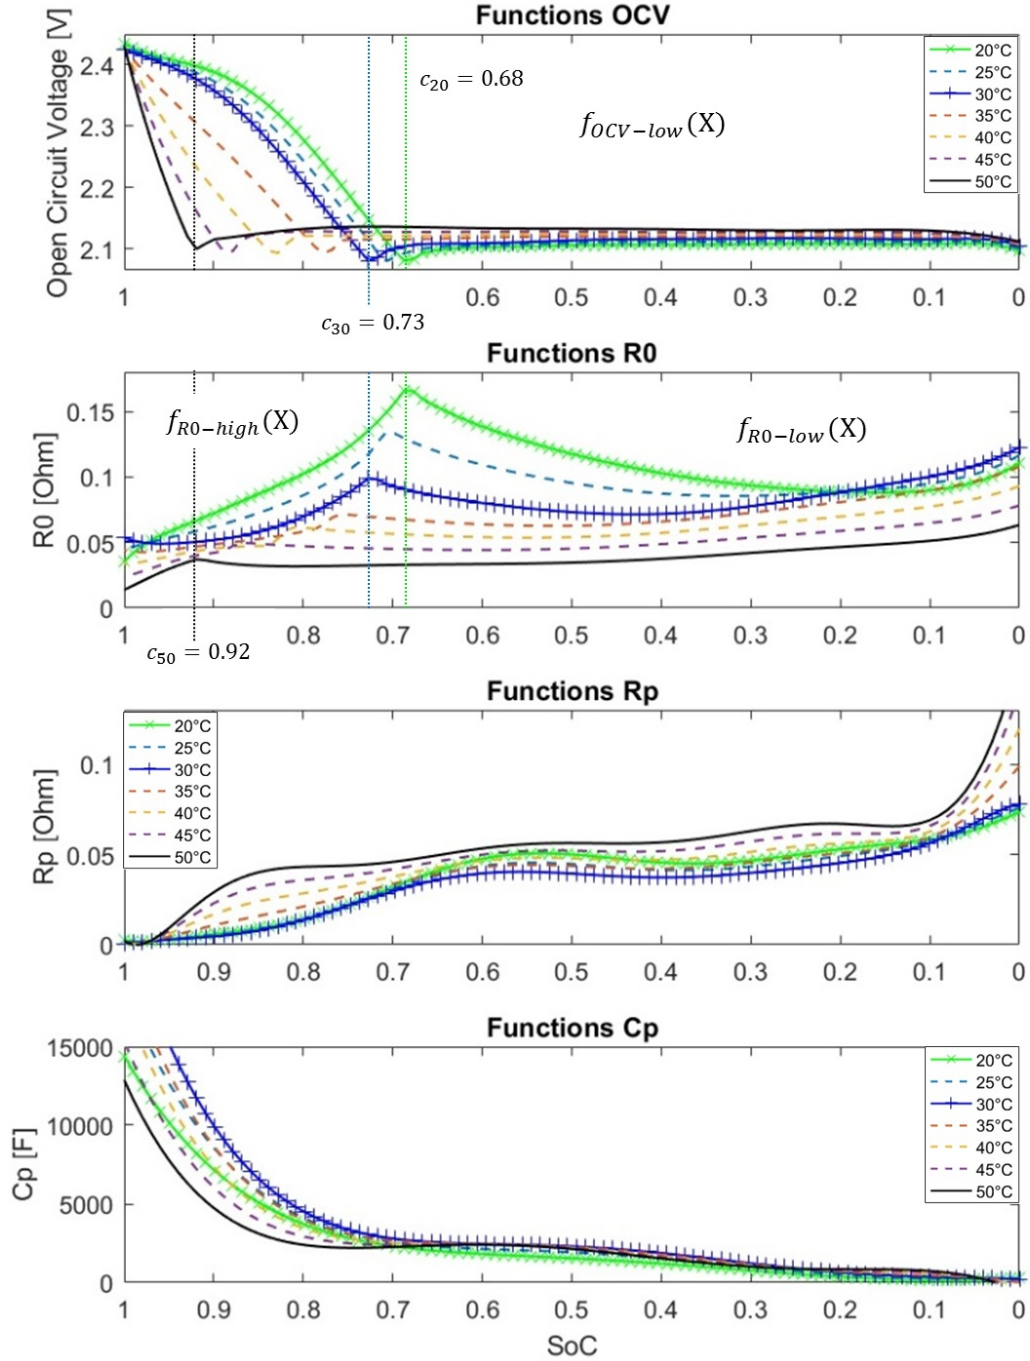 Functions OCV
Open Circuit Voltage [V]
2.4
2.3
2.2
2.1
c20 = 0.68
fOCV−low(X)
20°C
25°C
30°C
35°C
40°C
45°C
50°C
1 0.6 0.5 0.4 0.3 0.2 0.1 0
c30 = 0.73
Functions R0
R0 [Ohm]
0.15
0.1
0.05
0
fR0−high(X)
fR0−low(X)
1 0.8 0.7 0.6 0.5 0.4 0.3 0.2 0.1 0
c50 = 0.92
Functions Rp
Rp [Ohm]
0.1
0.05
0
20°C
25°C
30°C
35°C
40°C
45°C
50°C
1 0.9 0.8 0.7 0.6 0.5 0.4 0.3 0.2 0.1 0
Functions Cp
Cp [F]
15000
10000
5000
0
20°C
25°C
30°C
35°C
40°C
45°C
50°C
1 0.9 0.8 0.7 0.6 0.5 0.4 0.3 0.2 0.1 0
SoC